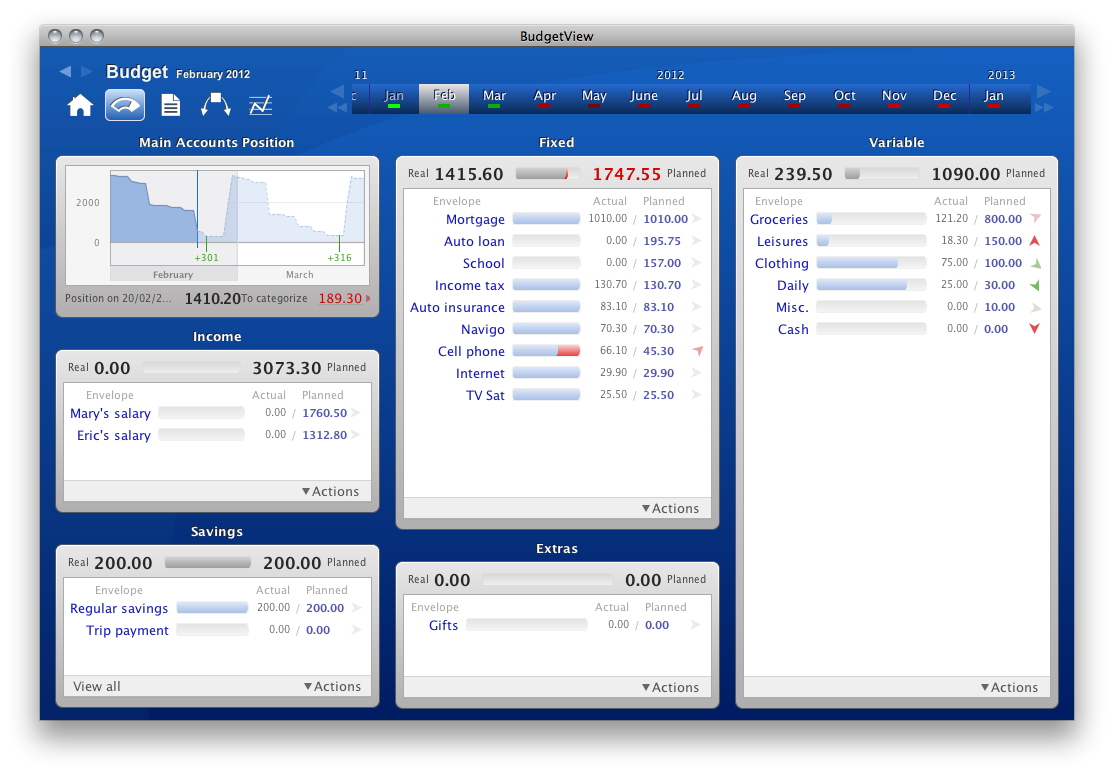 BudgetView
Budget February 2012
11 2012 2013
c Jan Feb Mar Apr May June Jul Aug Sep Oct Nov Dec Jan
Main Accounts Position
2000
0
+301 +316
February March
Position on 20/02/2... 1410.20 To categorize 189.30
Income
Real 0.00 3073.30 Planned
Envelope Actual Planned
Mary's salary 0.00 / 1760.50
Eric's salary 0.00 / 1312.80
Actions
Savings
Real 200.00 200.00 Planned
Envelope Actual Planned
Regular savings 200.00 / 200.00
Trip payment 0.00 / 0.00
View all Actions
Fixed
Real 1415.60 1747.55 Planned
Envelope Actual Planned
Mortgage 1010.00 / 1010.00
Auto loan 0.00 / 195.75
School 0.00 / 157.00
Income tax 130.70 / 130.70
Auto insurance 83.10 / 83.10
Navigo 70.30 / 70.30
Cell phone 66.10 / 45.30
Internet 29.90 / 29.90
TV Sat 25.50 / 25.50
Actions
Extras
Real 0.00 0.00 Planned
Envelope Actual Planned
Gifts 0.00 / 0.00
Actions
Variable
Real 239.50 1090.00 Planned
Envelope Actual Planned
Groceries 121.20 / 800.00
Leisures 18.30 / 150.00
Clothing 75.00 / 100.00
Daily 25.00 / 30.00
Misc. 0.00 / 10.00
Cash 0.00 / 0.00
Actions